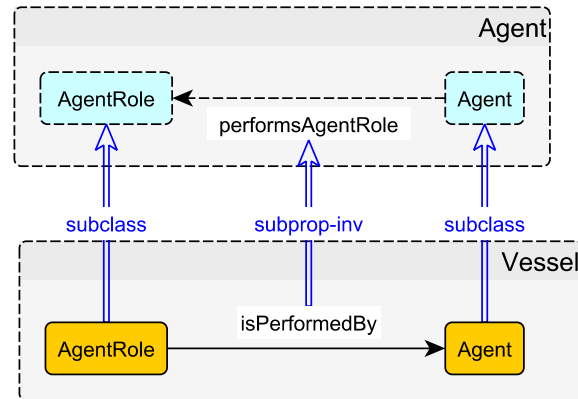 Agent
AgentRole
Agent
performsAgentRole
subclass
subprop-inv
subclass
Vessel
isPerformedBy
AgentRole
Agent